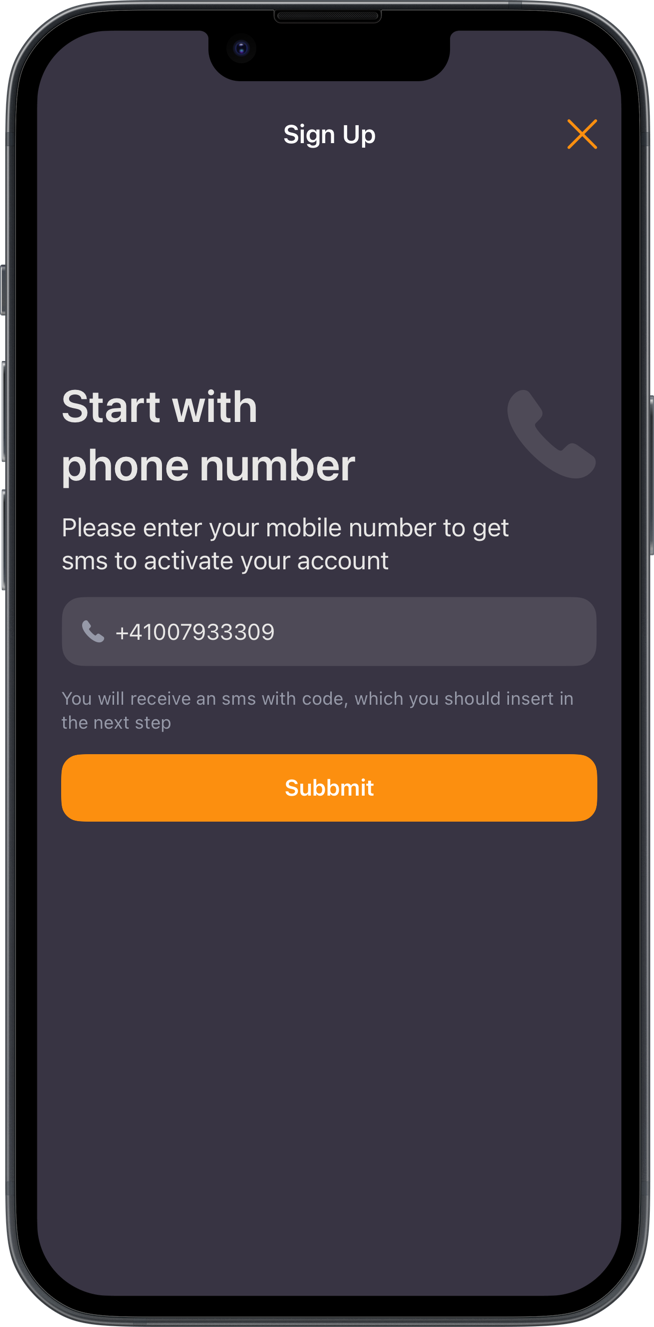 Sign Up
Start with
phone number
Please enter your mobile number to get
sms to activate your account
+41007933309
You will receive an sms with code, which you should insert in
the next step
Subbmit